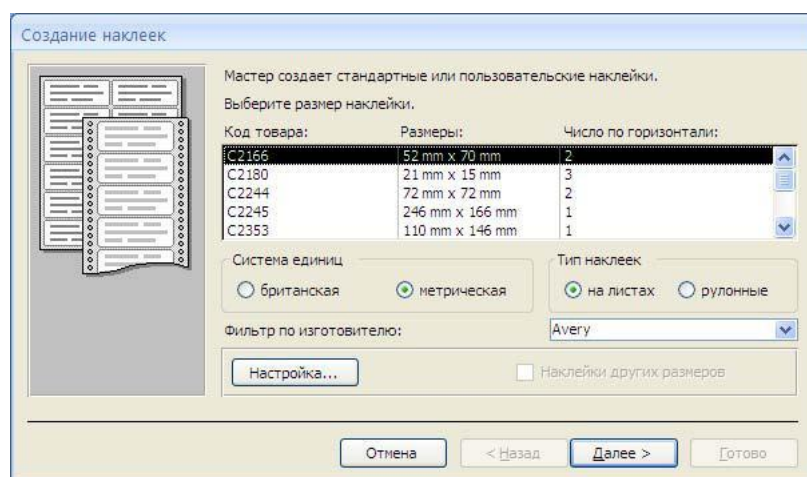 Создание наклеек
Мастер создает стандартные или пользовательские наклейки.
Выберите размер наклейки.
Код товара: Размеры: Число по горизонтали:
C2166 52 mm x 70 mm 2
C2180 21 mm x 15 mm 3
C2244 72 mm x 72 mm 2
C2245 246 mm x 166 mm 1
C2353 110 mm x 146 mm 1
Система единиц Тип наклеек
британская метрическая на листах рулонные
Фильтр по изготовителю: Avery
Настройка... Наклейки других размеров
Отмена < Назад Далее > Готово